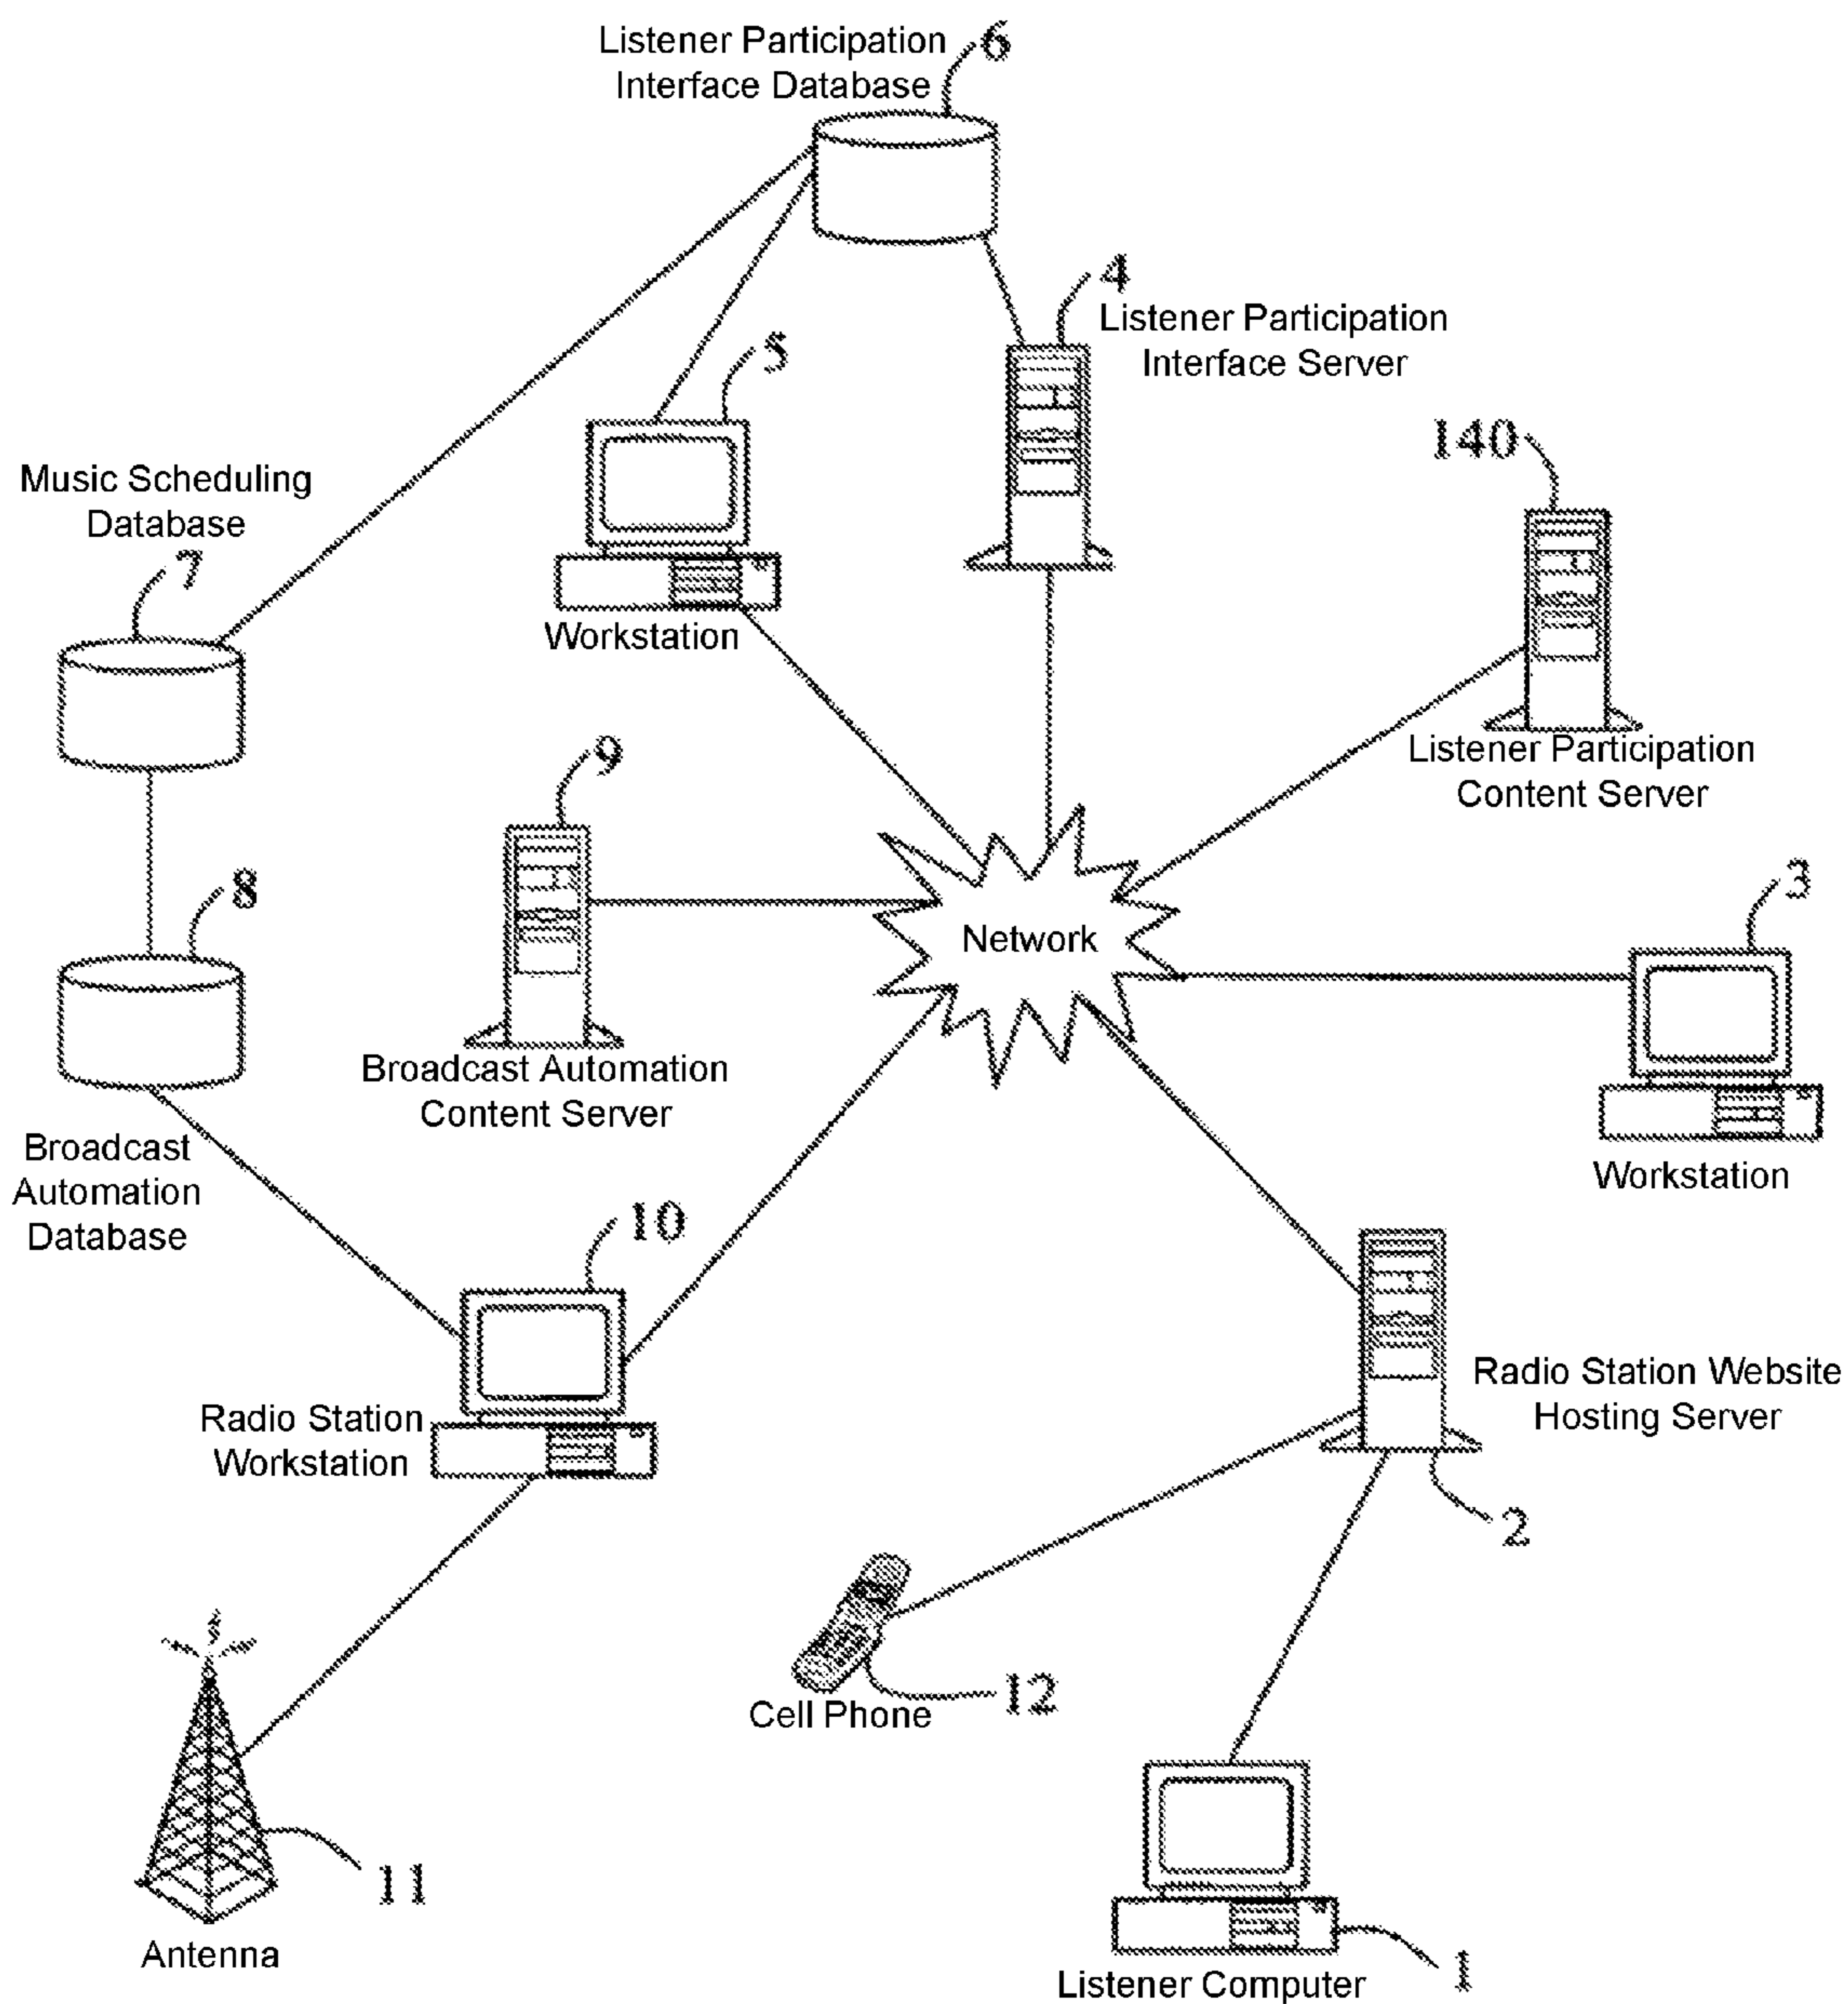 Listener Participation
Interface Database
6
4
Listener Participation
Interface Server
5
140
Music Scheduling
Database
7
Workstation
9
Listener Participation
Content Server
8
3
Network
Broadcast Automation
Content Server
Broadcast
Automation
Database
Workstation
10
Radio Station Website
Hosting Server
Radio Station
Workstation
2
12
Cell Phone
11
Antenna
1
Listener Computer